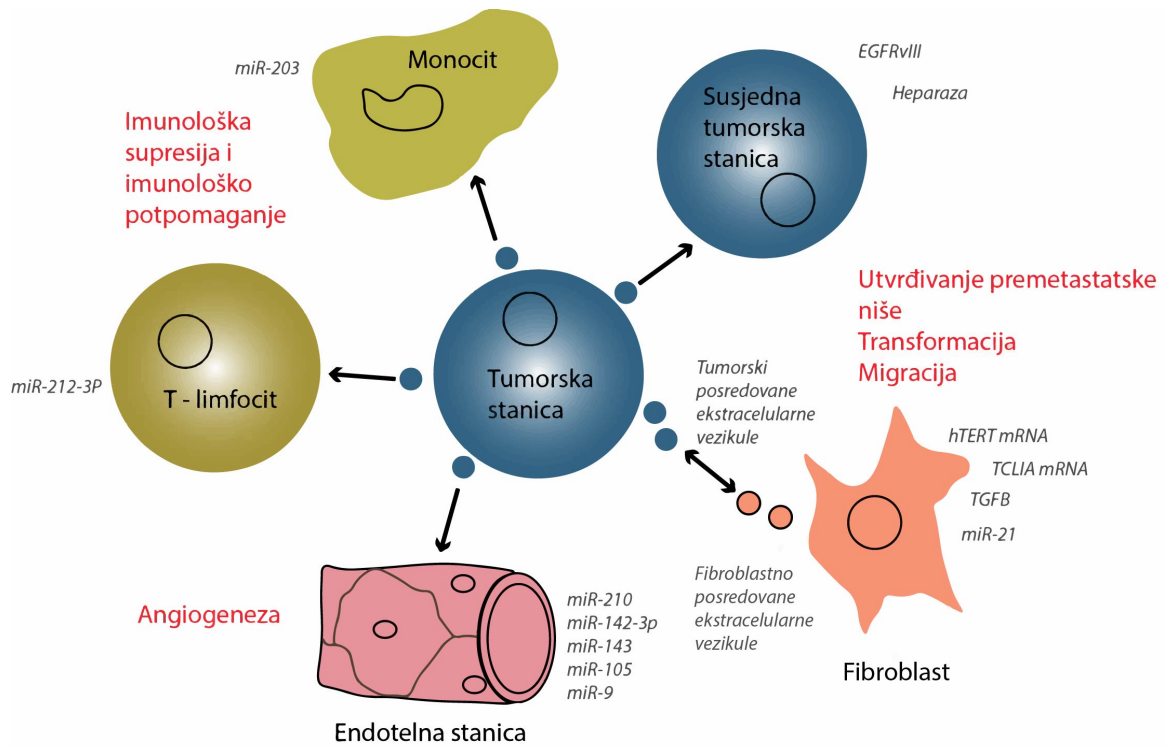 Monocit
miR-203
EGFRvIII
Heparaza
Susjedna
tumorska
stanica
Imunološka
supresija i
imunološko
potpomaganje
T - limfocit
miR-212-3P
Tumorska
stanica
Utvrđivanje premetastatske
niše
Transformacija
Migracija
Tumorski
posredovane
ekstracelularne
vezikule
hTERT mRNA
TCLIA mRNA
TGFB
miR-21
Fibroblastno
posredovane
ekstracelularne
vezikule
Fibroblast
Angiogeneza
miR-210
miR-142-3p
miR-143
miR-105
miR-9
Endotelna stanica